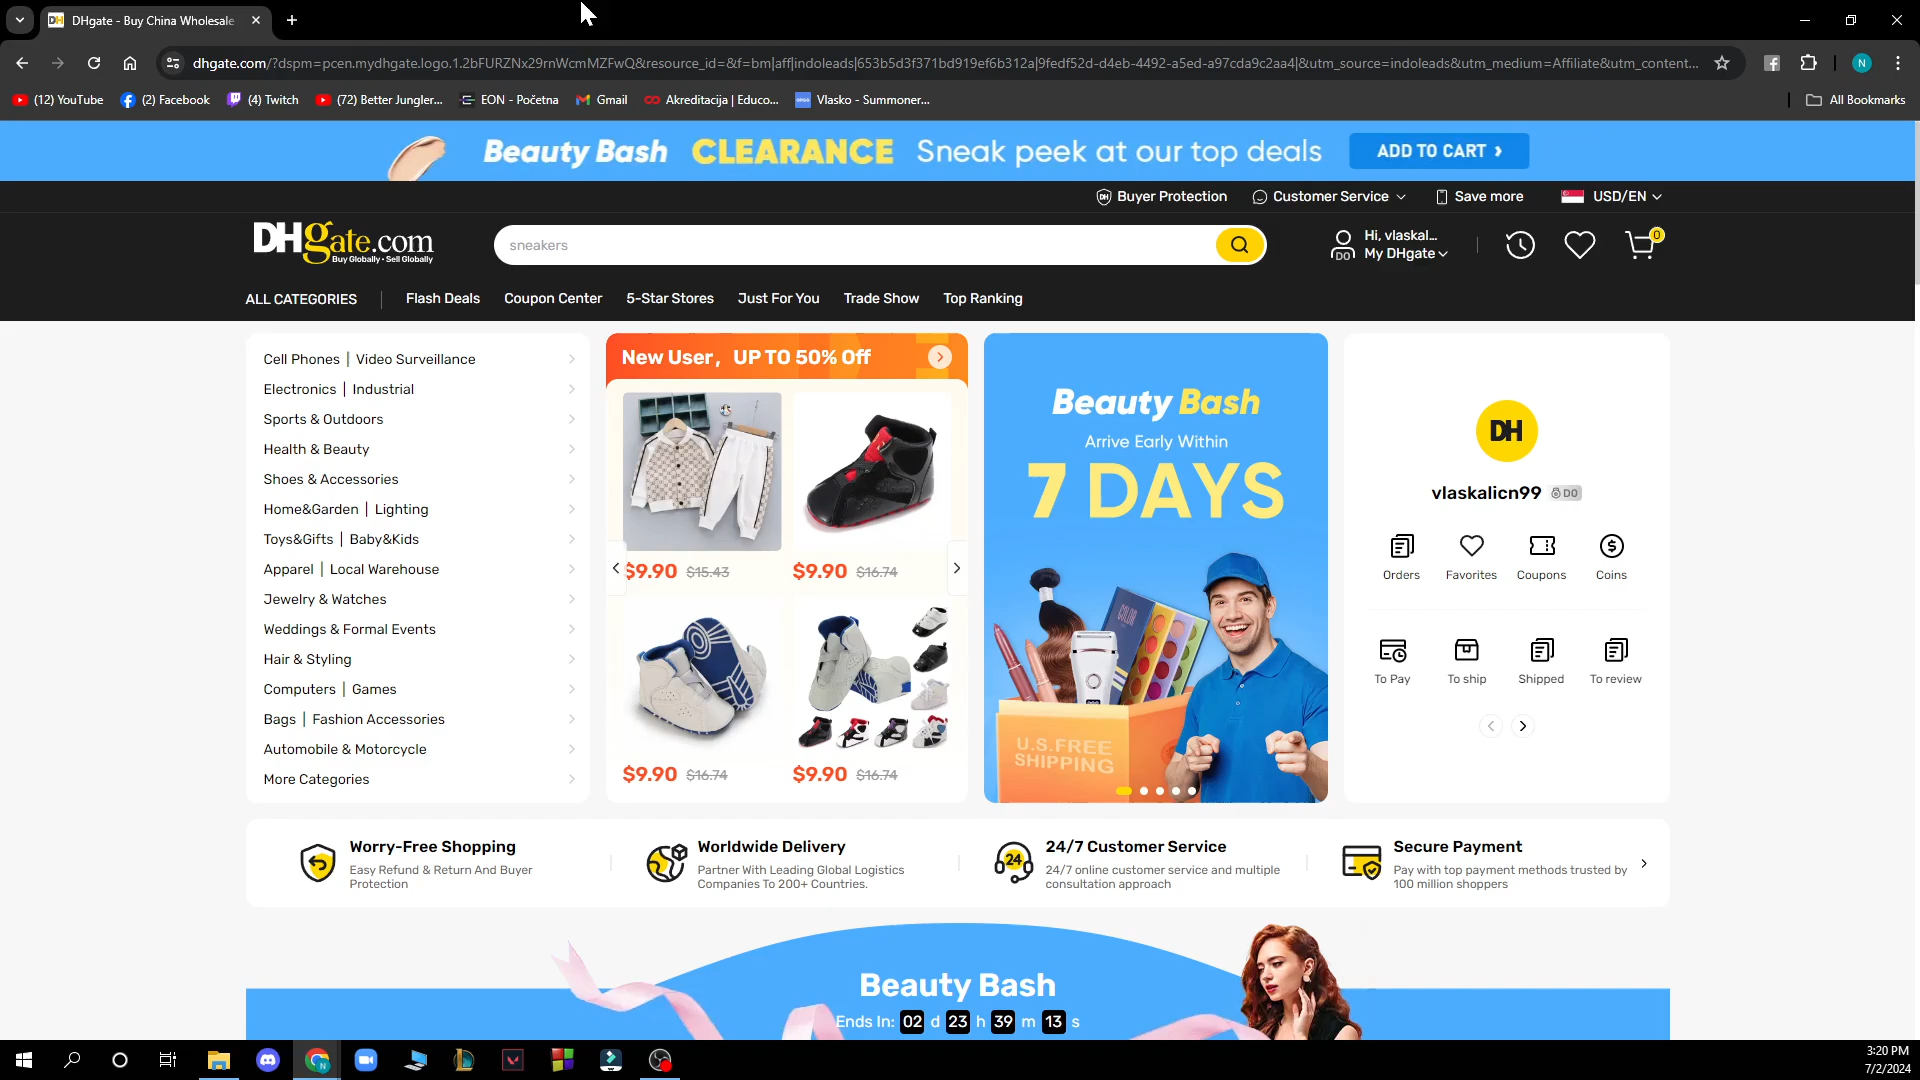 DH DHgate - Buy China Wholesale
dhgate.com/?dspm=pcen.mydhgate.logo.1.2bFURZNx29rnWcmMZFwQ&resource_id=&f=bm|aff|indoleads|653b5d3f371bd919ef6b312a|9fedf52d-d4eb-4492-a5ed-a97cda9c2aa4|&utm_source=indoleads&utm_medium=Affiliate&utm_content...
N
(12) YouTube
(2) Facebook
(4) Twitch
(72) Better Jungler...
EON - Početna
Gmail
Akreditacija | Educo...
Vlasko - Summoner...
All Bookmarks
Beauty Bash CLEARANCE Sneak peek at our top deals ADD TO CART ›
Buyer Protection
Customer Service
Save more
USD/EN
DHgate.com
Buy Globally • Sell Globally
sneakers
D0
Hi, vlaskal...
My DHgate
0
ALL CATEGORIES
Flash Deals
Coupon Center
5-Star Stores
Just For You
Trade Show
Top Ranking
Cell Phones | Video Surveillance
Electronics | Industrial
Sports & Outdoors
Health & Beauty
Shoes & Accessories
Home&Garden | Lighting
Toys&Gifts | Baby&Kids
Apparel | Local Warehouse
Jewelry & Watches
Weddings & Formal Events
Hair & Styling
Computers | Games
Bags | Fashion Accessories
Automobile & Motorcycle
More Categories
New User, UP TO 50% Off
$9.90 $15.43
$9.90 $16.74
$9.90 $16.74
$9.90 $16.74
Beauty Bash
Arrive Early Within
7 DAYS
COLOR
U.S.FREE
SHIPPING
DH
vlaskalicn99 D0
Orders
Favorites
Coupons
Coins
To Pay
To ship
Shipped
To review
Worry-Free Shopping
Easy Refund & Return And Buyer
Protection
Worldwide Delivery
Partner With Leading Global Logistics
Companies To 200+ Countries.
24
24/7 Customer Service
24/7 online customer service and multiple
consultation approach
Secure Payment
Pay with top payment methods trusted by
100 million shoppers
Beauty Bash
Ends In: 02 d 23 h 39 m 13 s
3:20 PM
7/2/2024